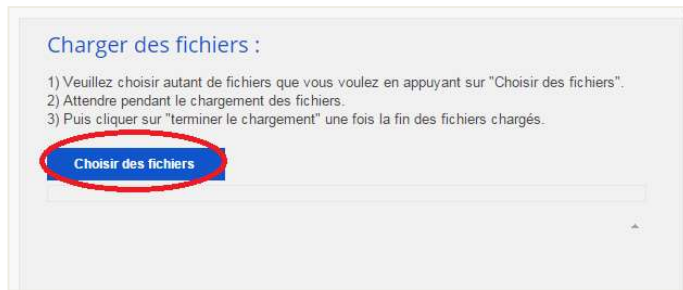 Charger des fichiers :
1) Veuillez choisir autant de fichiers que vous voulez en appuyant sur "Choisir des fichiers".
2) Attendre pendant le chargement des fichiers.
3) Puis cliquer sur "terminer le chargement" une fois la fin des fichiers chargés.
Choisir des fichiers